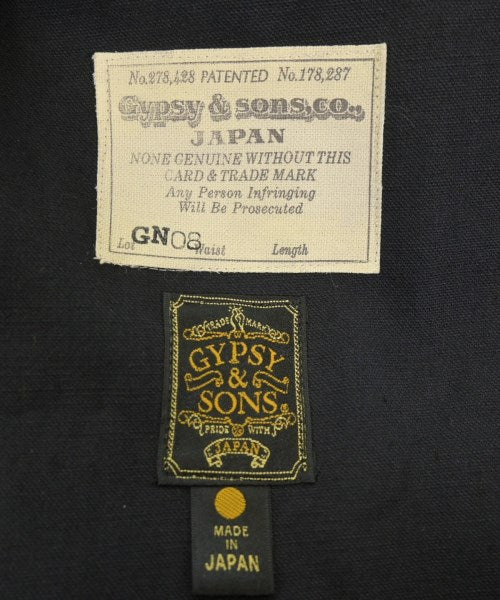 No.278,428 PATENTED No.178,287
Gypsy & sons,co.,
JAPAN
NONE GENUINE WITHOUT THIS
CARD & TRADE MARK
Any Person Infringing
Will Be Prosecuted
Lot GN08 Waist Length
TRADE MARK
GYPSY
&
SONS®
PRIDE WITH
JAPAN
MADE
IN
JAPAN